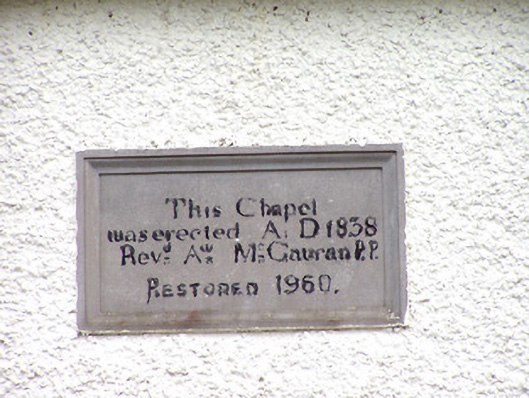 This Chapel
was erected A. D 1838
Revd. Aw. Mc. Gauran P.P.
RESTORED 1960.